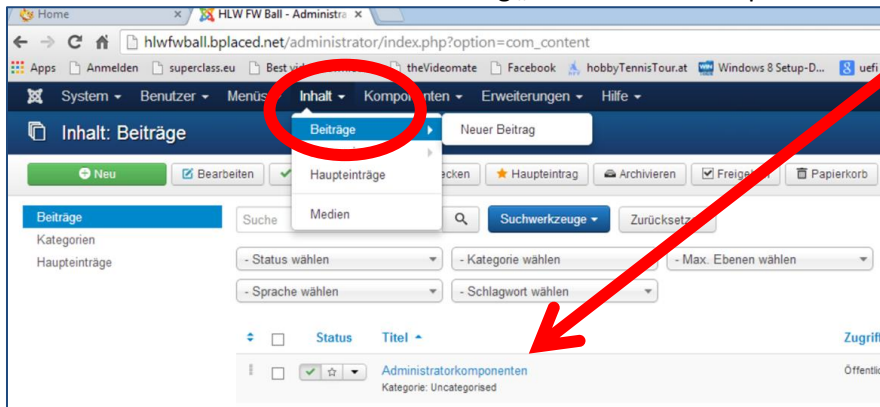 Home
HLW FW Ball - Administra
hlwfwball.bplaced.net/administrator/index.php?option=com_content
Apps Anmelden superclass.eu theVideomate Facebook hobbyTennisTour.at Windows 8 Setup-D... uefi
System Benutzer Menüs Inhalt Komponenten Erweiterungen Hilfe
Inhalt: Beiträge
Beiträge
Neuer Beitrag
Haupteinträge
Medien
Neu Bearbeiten Haupteintrag Archivieren Papierkorb
Beiträge
Kategorien
Haupteinträge
Suche Suchwerkzeuge
- Status wählen - Kategorie wählen - Max. Ebenen wählen
- Sprache wählen - Schlagwort wählen
Status Titel
Administratorkomponenten
Kategorie: Uncategorised